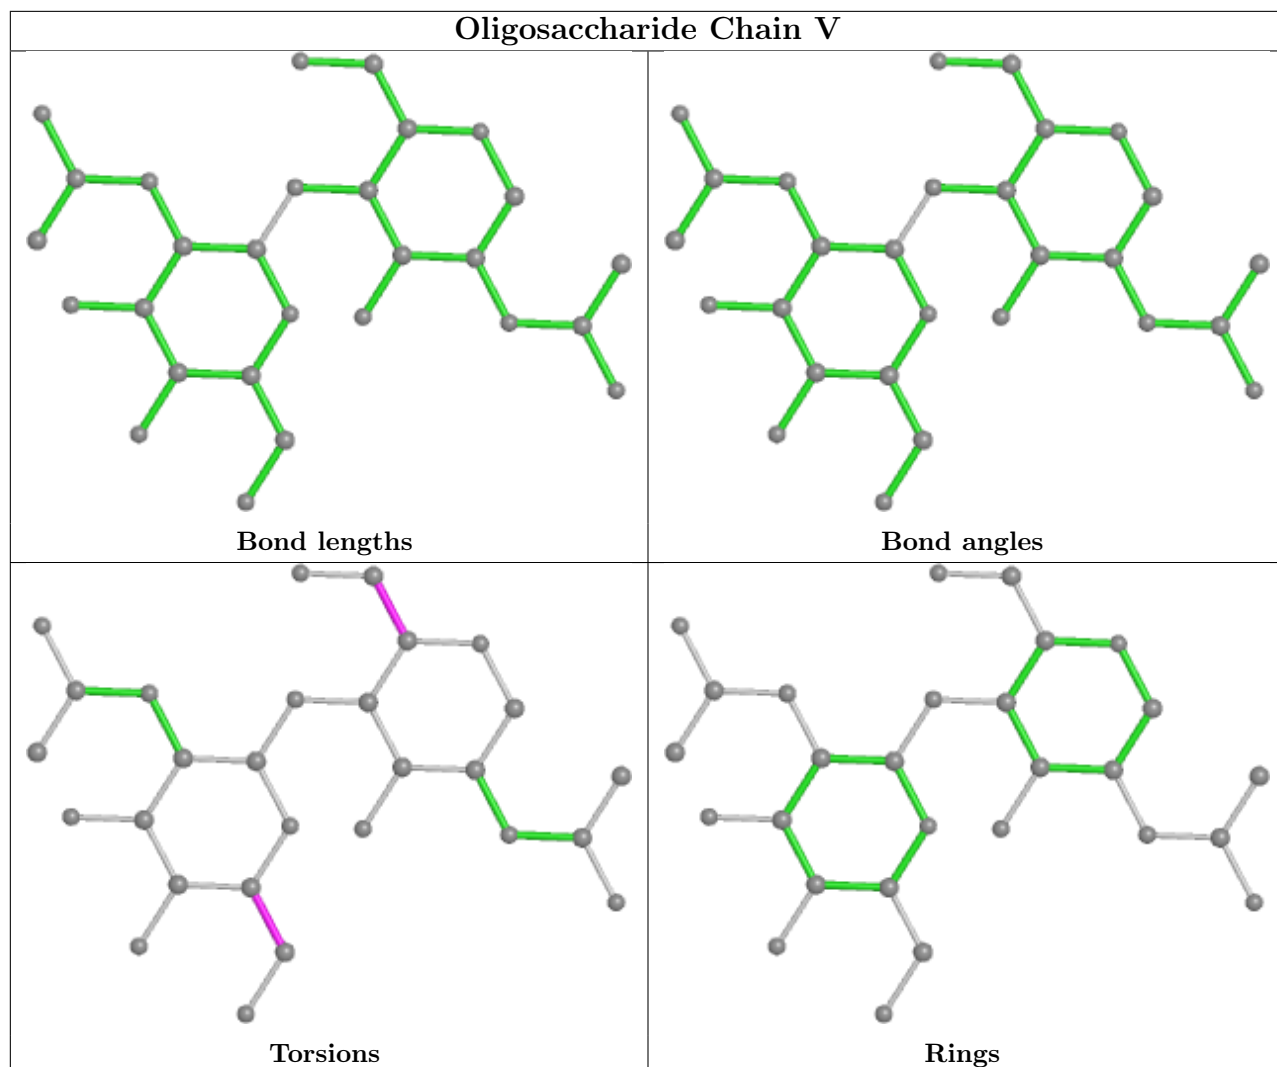 Oligosaccharide Chain V
Bond lengths
Bond angles
Torsions
Rings